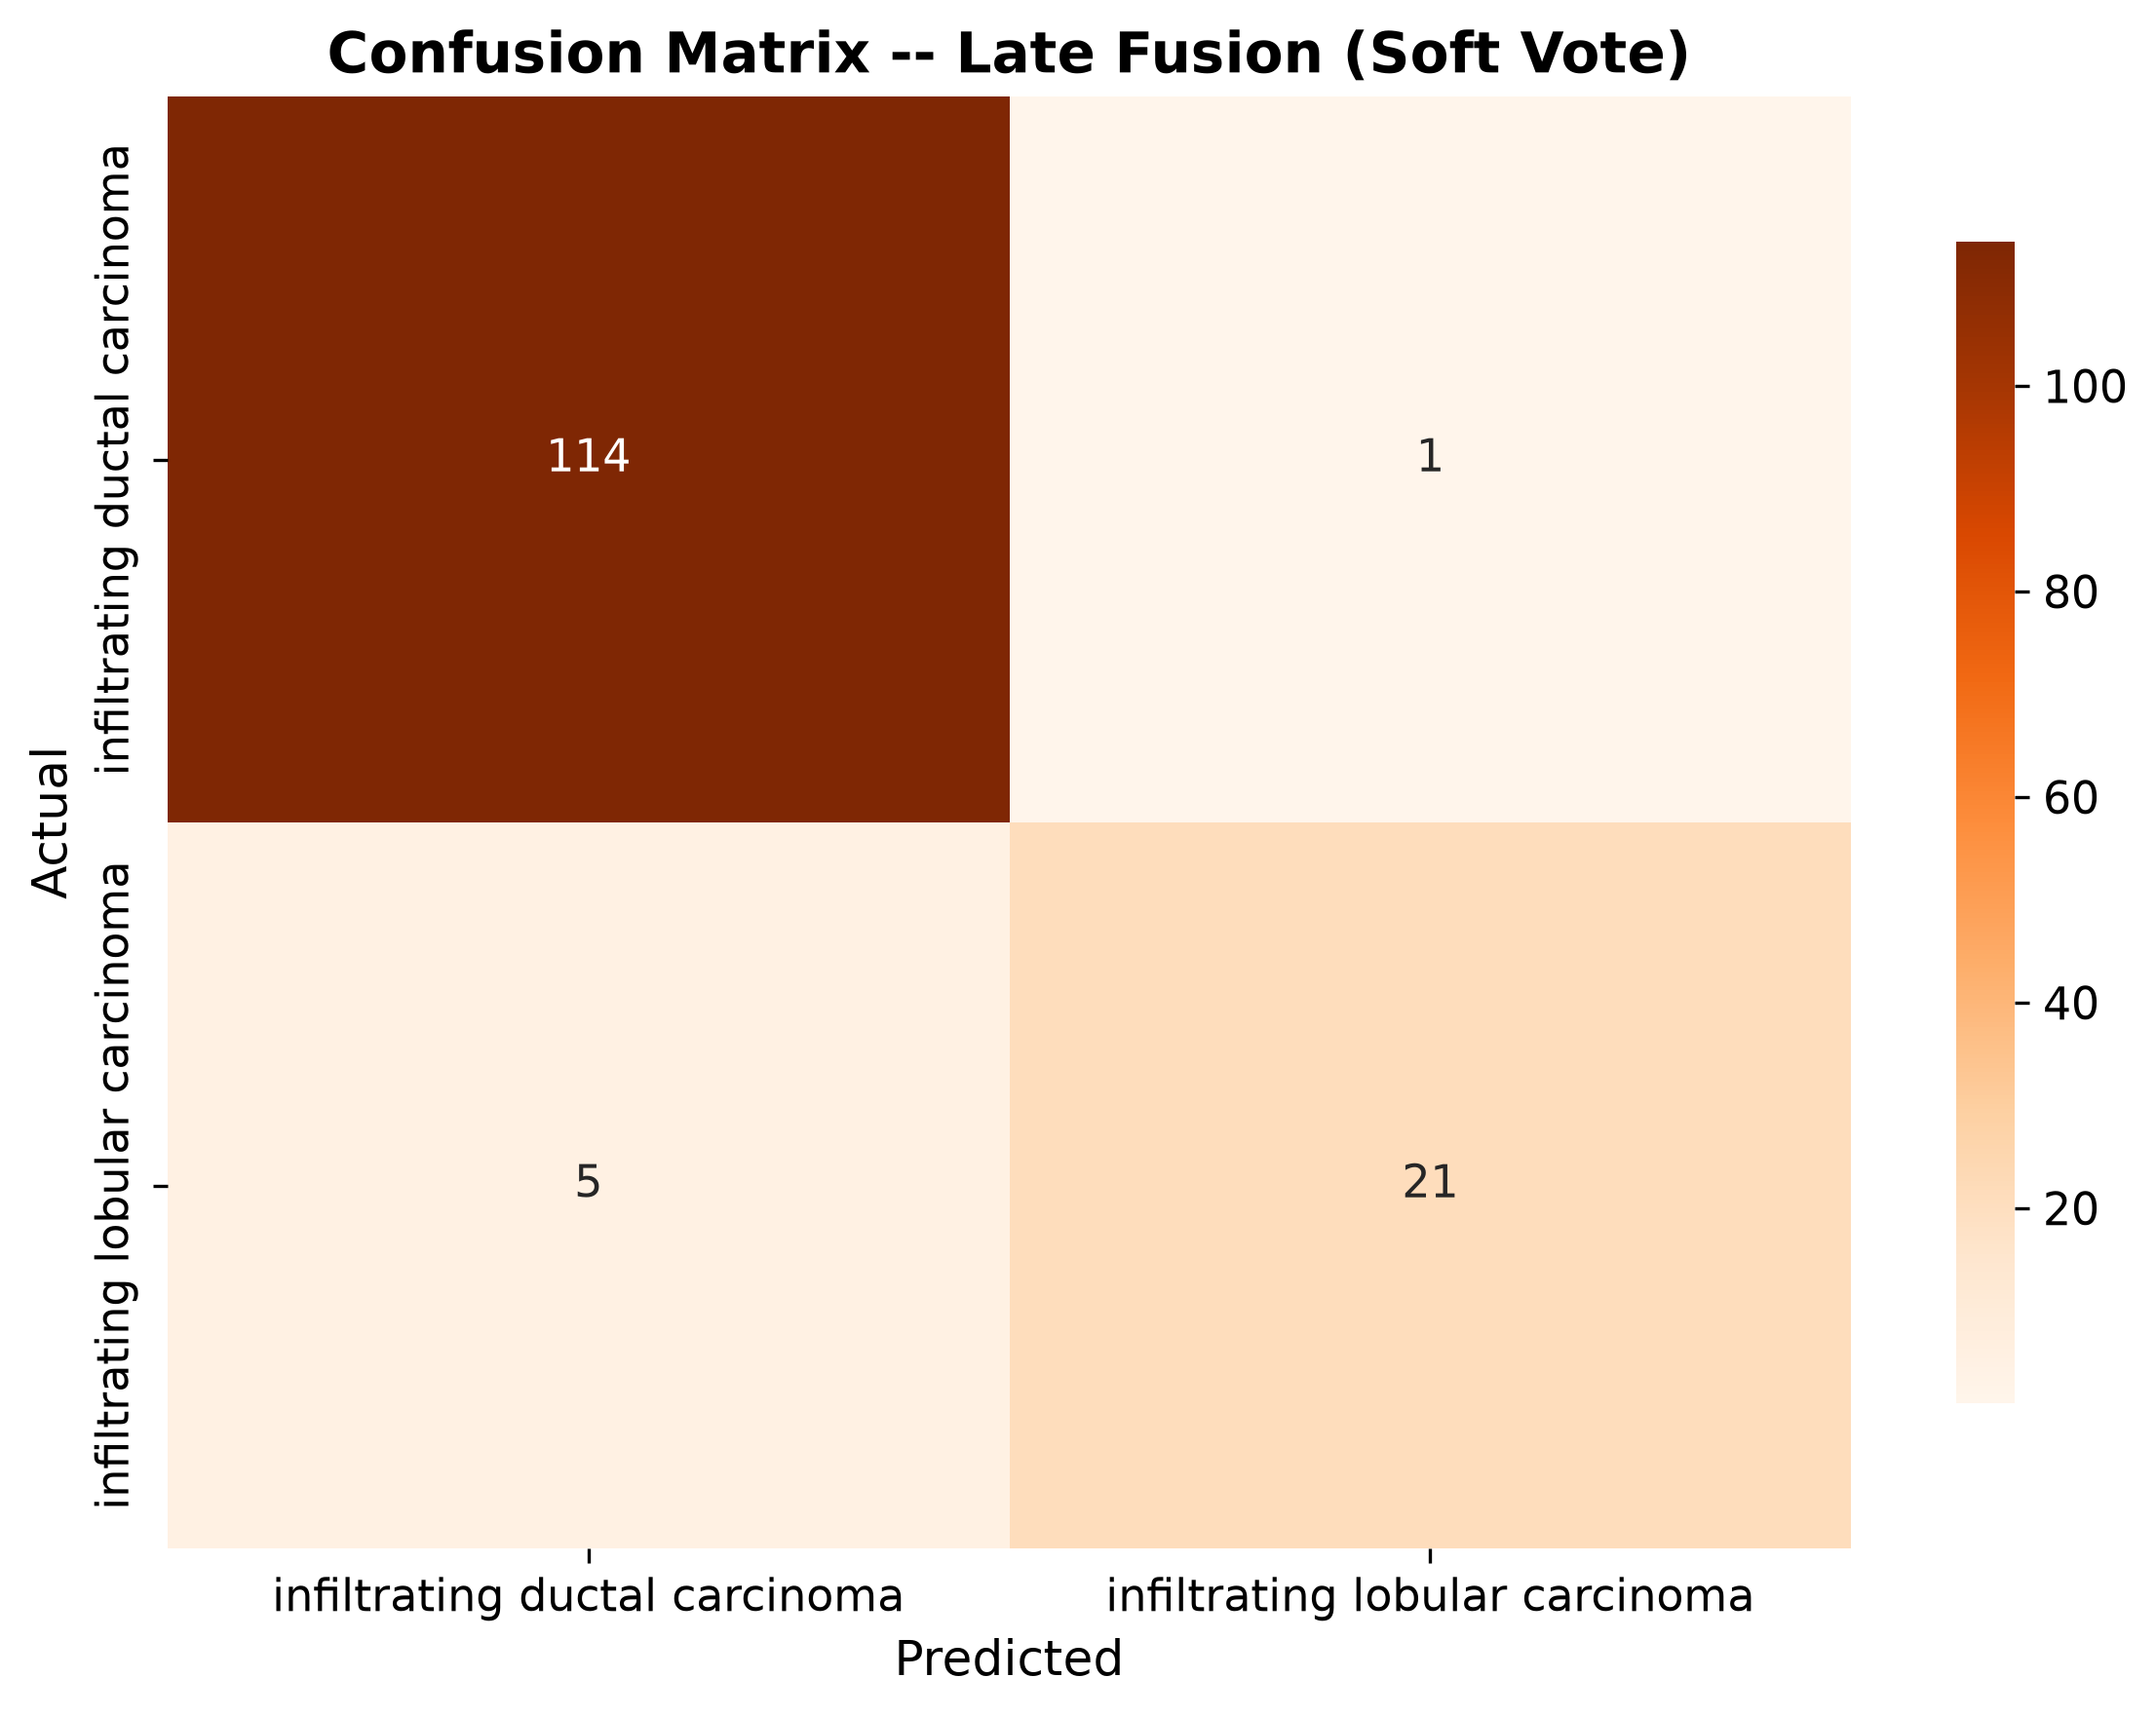 Confusion Matrix -- Late Fusion (Soft Vote)
Actual
infiltrating ductal carcinoma
infiltrating lobular carcinoma
114
1
5
21
infiltrating ductal carcinoma
infiltrating lobular carcinoma
Predicted
100
80
60
40
20